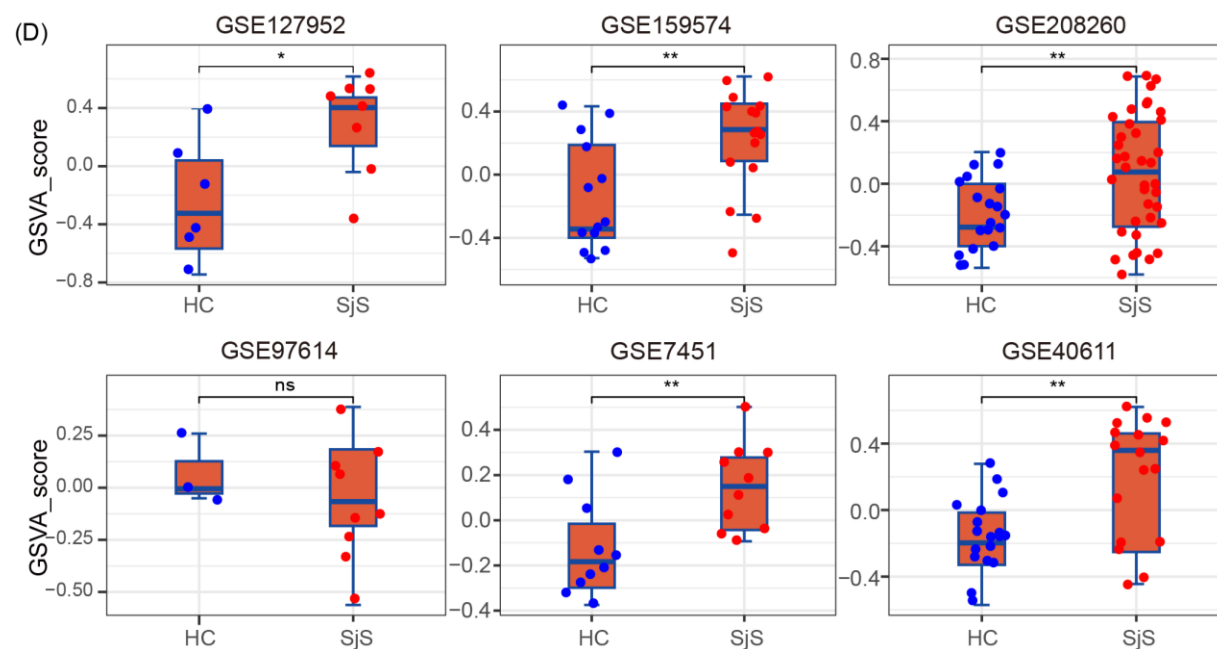 (D)
GSE127952
GSE159574
GSE208260
GSVA_score
0.4
0.0
−0.4
−0.8
*
HC
SjS
0.4
0.0
−0.4
**
HC
SjS
0.8
0.4
0.0
−0.4
**
HC
SjS
GSE97614
GSE7451
GSE40611
GSVA_score
0.25
0.00
−0.25
−0.50
ns
HC
SjS
0.4
0.2
0.0
−0.2
−0.4
**
HC
SjS
0.4
0.0
−0.4
**
HC
SjS